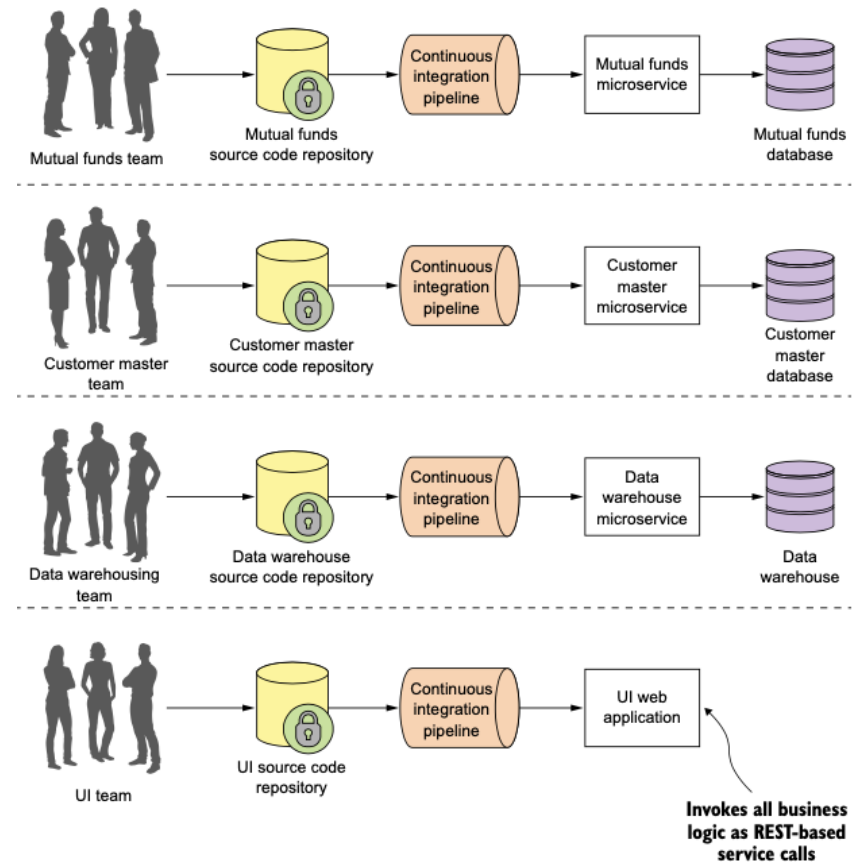 Continuous
integration
pipeline
Mutual funds
microservice
Mutual funds team
Mutual funds
source code repository
Mutual funds
database
Continuous
integration
pipeline
Customer
master
microservice
Customer master
team
Customer master
source code repository
Customer
master
database
Continuous
integration
pipeline
Data
warehouse
microservice
Data warehousing
team
Data warehouse
source code repository
Data
warehouse
Continuous
integration
pipeline
UI web
application
UI team
UI source code
repository
Invokes all business
logic as REST-based
service calls